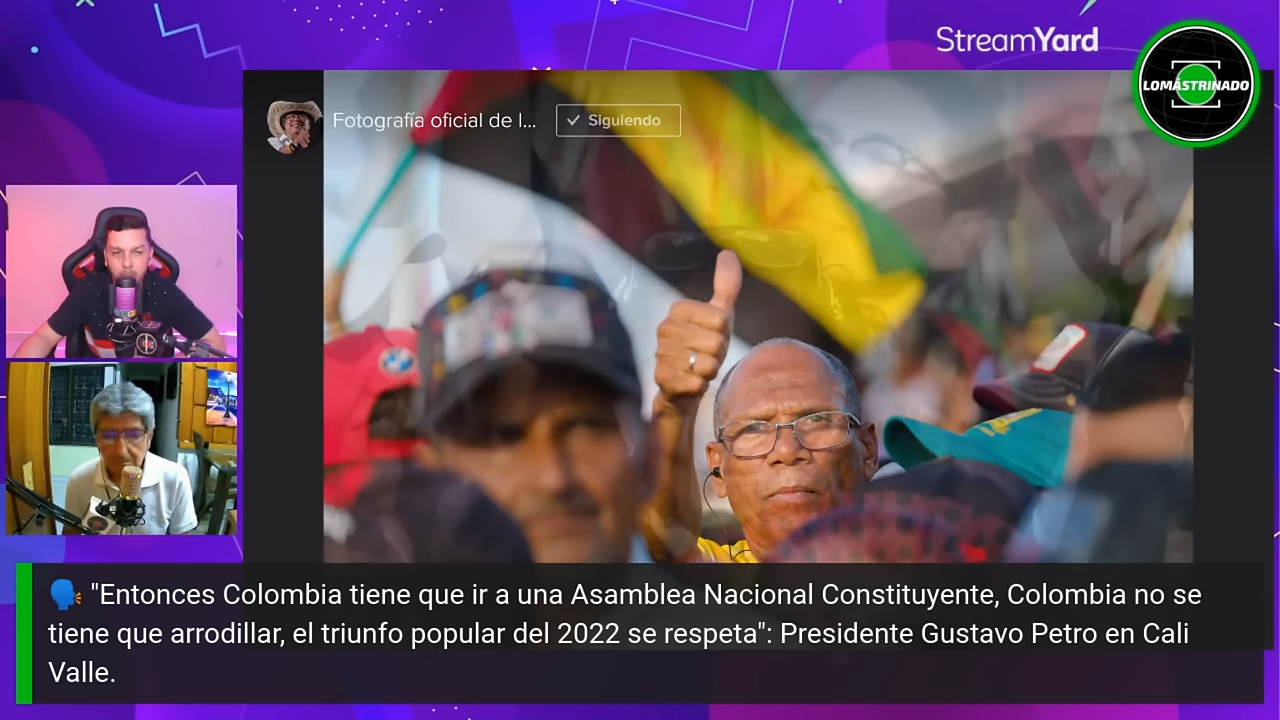 StreamYard
LOMÁSTRINADO
Fotografía oficial de l...
Siguiendo
🗣️ "Entonces Colombia tiene que ir a una Asamblea Nacional Constituyente, Colombia no se
tiene que arrodillar, el triunfo popular del 2022 se respeta": Presidente Gustavo Petro en Cali
Valle.